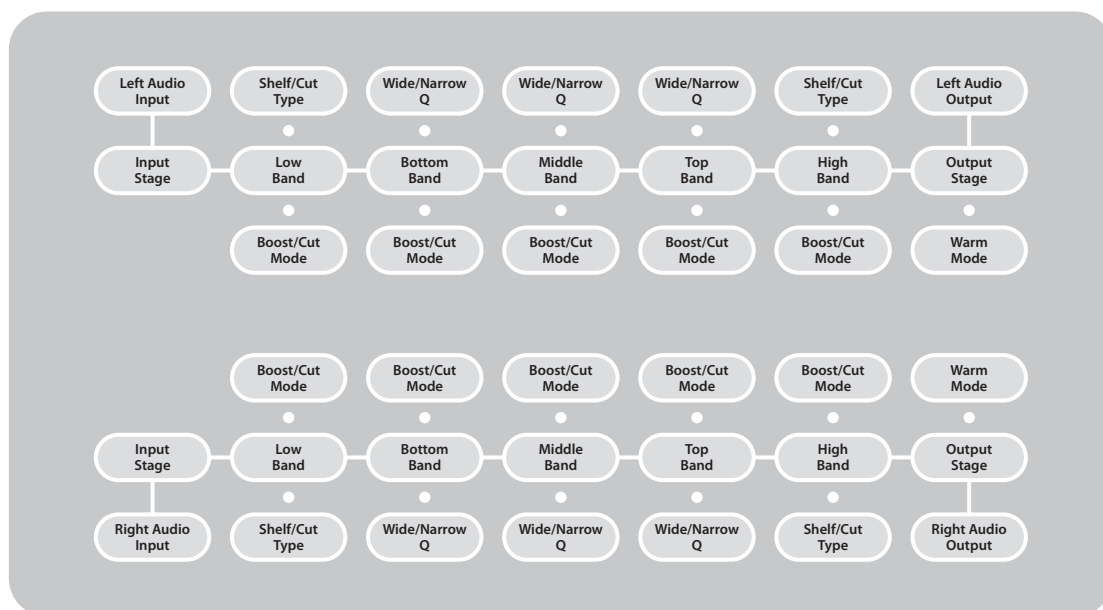 Left Audio
Input
Shelf/Cut
Type
Wide/Narrow
Q
Wide/Narrow
Q
Wide/Narrow
Q
Shelf/Cut
Type
Left Audio
Output
Input
Stage
Low
Band
Bottom
Band
Middle
Band
Top
Band
High
Band
Output
Stage
Boost/Cut
Mode
Boost/Cut
Mode
Boost/Cut
Mode
Boost/Cut
Mode
Boost/Cut
Mode
Warm
Mode
Boost/Cut
Mode
Boost/Cut
Mode
Boost/Cut
Mode
Boost/Cut
Mode
Boost/Cut
Mode
Warm
Mode
Input
Stage
Low
Band
Bottom
Band
Middle
Band
Top
Band
High
Band
Output
Stage
Right Audio
Input
Shelf/Cut
Type
Wide/Narrow
Q
Wide/Narrow
Q
Wide/Narrow
Q
Shelf/Cut
Type
Right Audio
Output